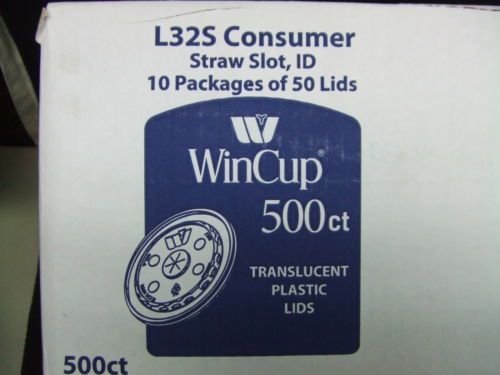 L32S Consumer
Straw Slot, ID
10 Packages of 50 Lids
WinCup®
500ct
TRANSLUCENT
PLASTIC
LIDS
500ct